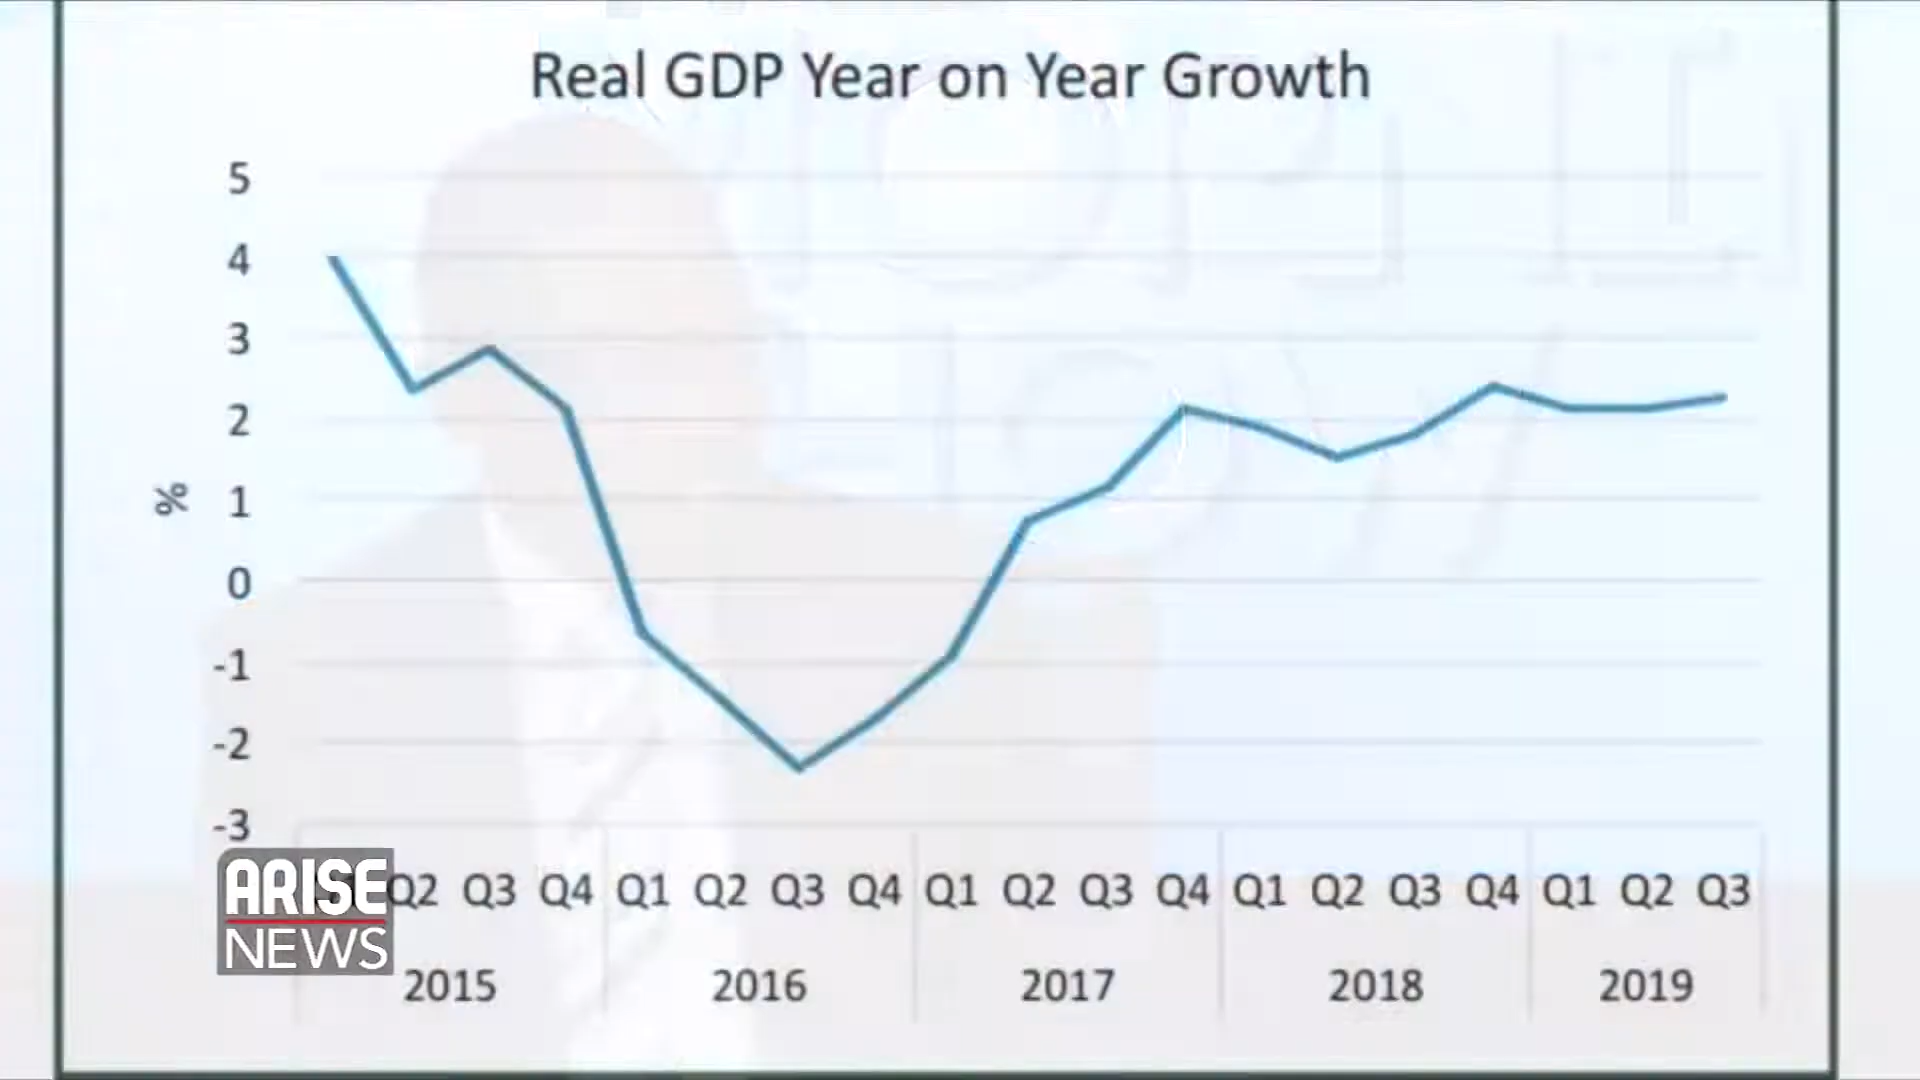 Real GDP Year on Year Growth
5
4
3
2
%
1
0
-1
-2
-3
ARISE
NEWS
Q2 Q3 Q4 Q1 Q2 Q3 Q4 Q1 Q2 Q3 Q4 Q1 Q2 Q3 Q4 Q1 Q2 Q3
2015 2016 2017 2018 2019